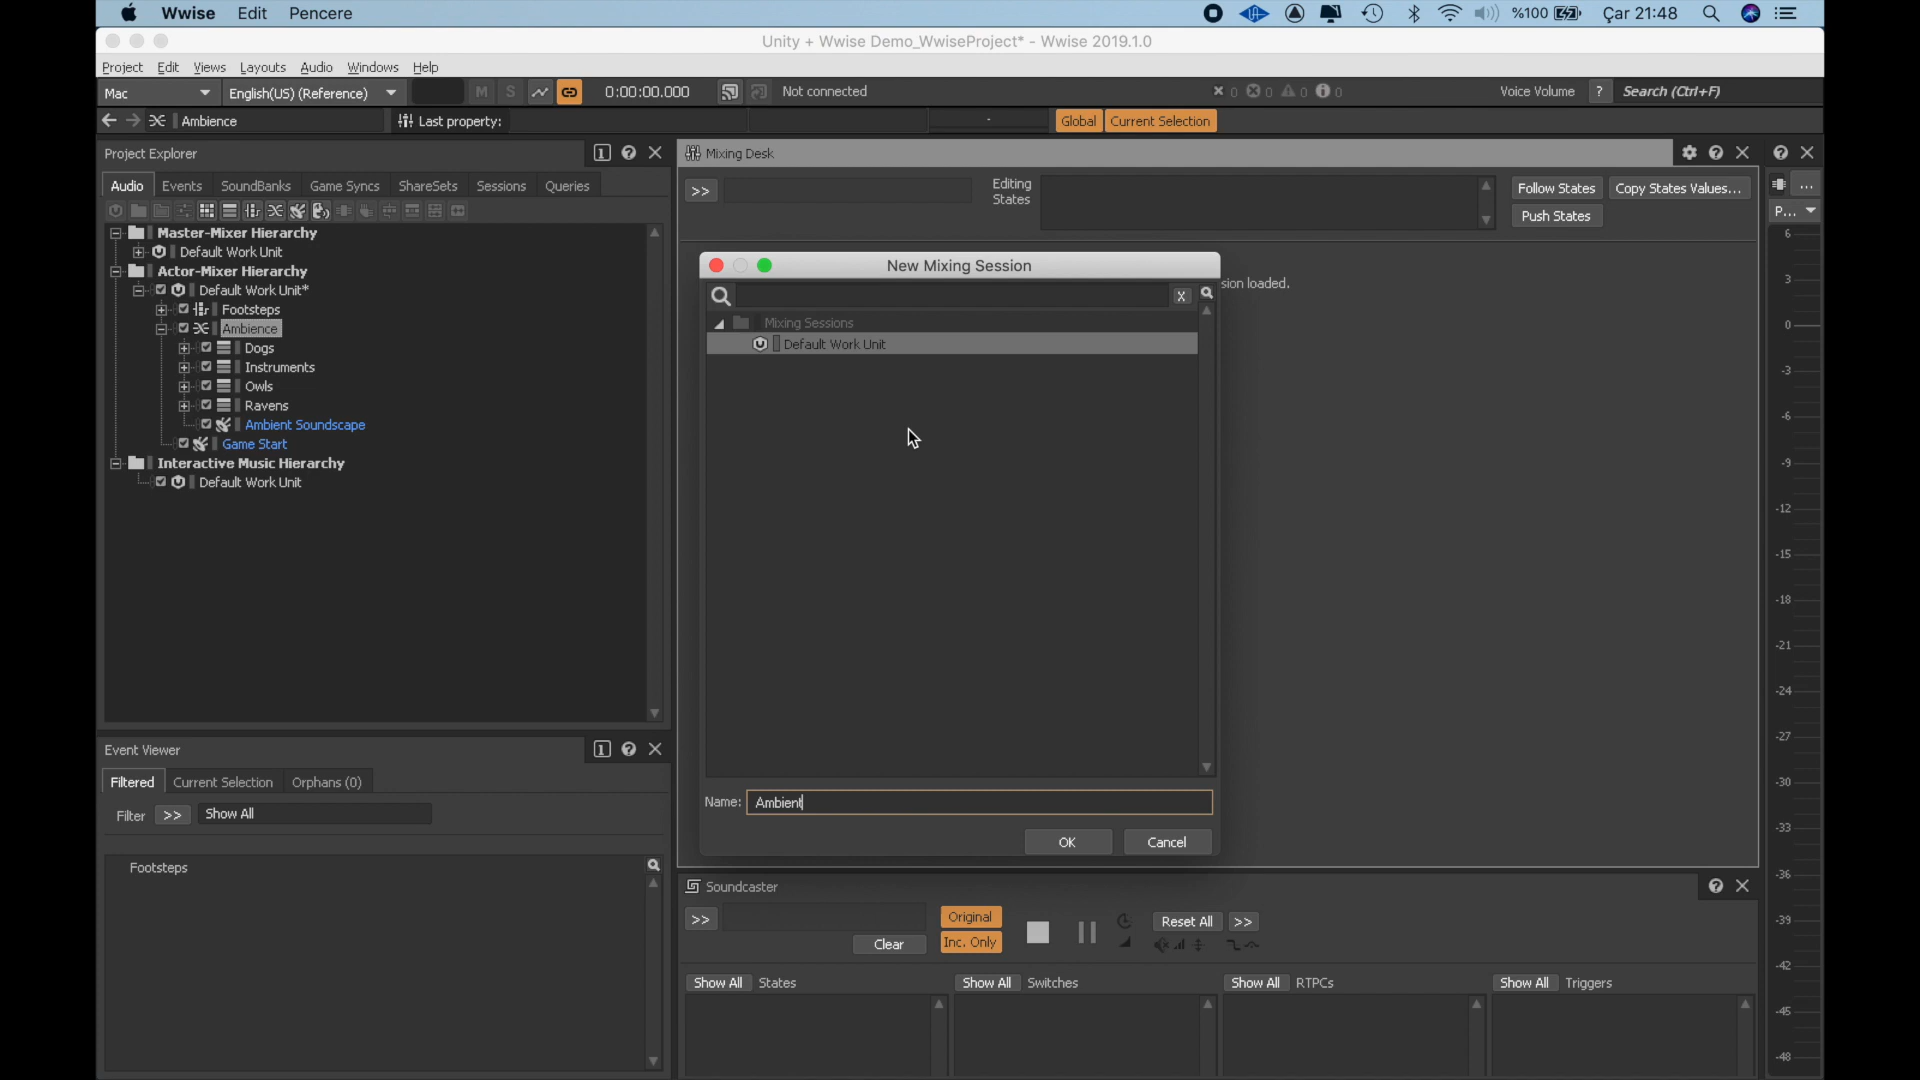 Wwise Edit Pencere %100 Çar 21:48
Unity + Wwise Demo_WwiseProject* - Wwise 2019.1.0
Project Edit Views Layouts Audio Windows Help
Mac English(US) (Reference) M S 0:00:00.000 Not connected 0 0 0 0 Voice Volume ? Search (Ctrl+F)
Ambience Last property: - Global Current Selection
Project Explorer
Audio Events SoundBanks Game Syncs ShareSets Sessions Queries
Master-Mixer Hierarchy
Default Work Unit
Actor-Mixer Hierarchy
Default Work Unit*
Footsteps
Ambience
Dogs
Instruments
Owls
Ravens
Ambient Soundscape
Game Start
Interactive Music Hierarchy
Default Work Unit
Event Viewer
Filtered Current Selection Orphans (0)
Filter >> Show All
Footsteps
Mixing Desk
>> Editing States Follow States Copy States Values...
Push States
sion loaded.
New Mixing Session
X
Mixing Sessions
Default Work Unit
Name: Ambient
OK Cancel
Soundcaster
>> Original Reset All >>
Clear Inc. Only
Show All States Show All Switches Show All RTPCs Show All Triggers
...
P...
6
3
0
-3
-6
-9
-12
-15
-18
-21
-24
-27
-30
-33
-36
-39
-42
-45
-48